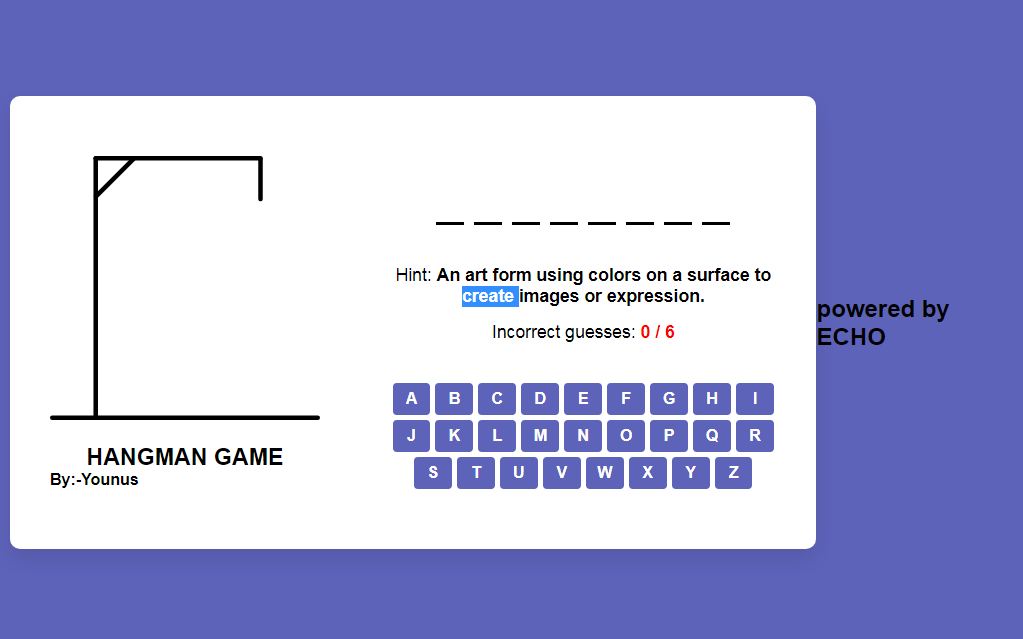 Hint: An art form using colors on a surface to
create images or expression.
Incorrect guesses: 0 / 6
powered by
ECHO
A B C D E F G H I
J K L M N O P Q R
S T U V W X Y Z
HANGMAN GAME
By:-Younus